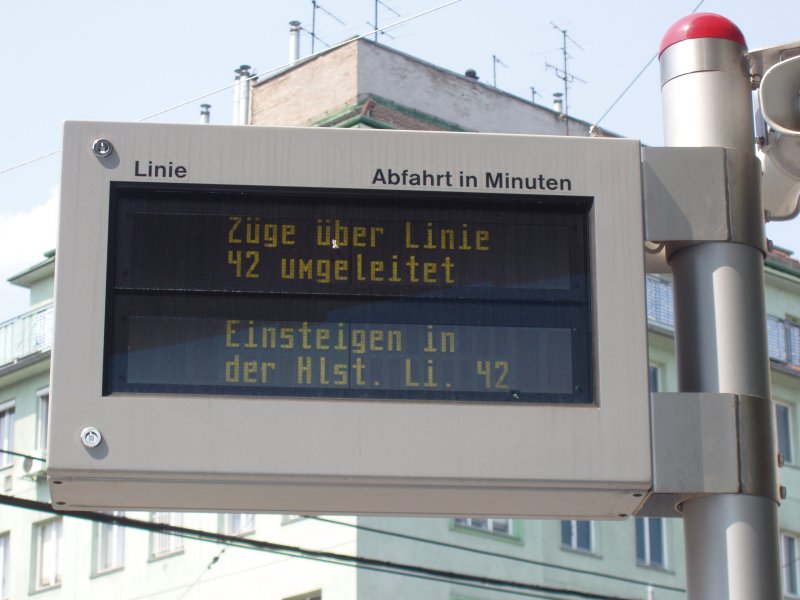 Linie Abfahrt in Minuten
Züge über Linie
42 umgeleitet
Einsteigen in
der Hlst. Li. 42